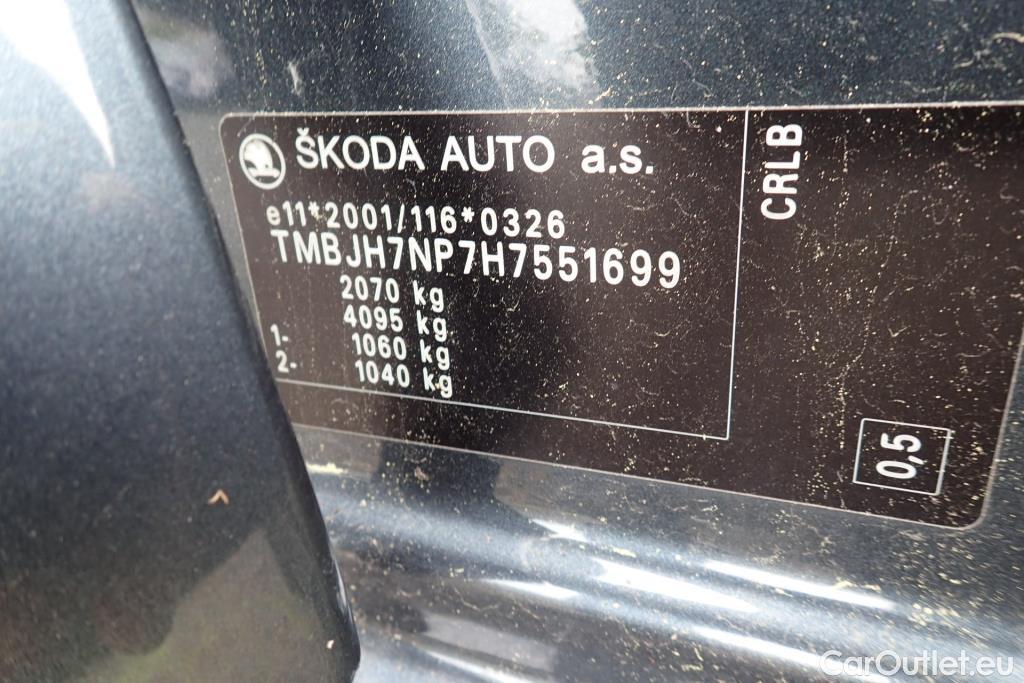 ŠKODA AUTO a.s.
e11*2001/116*0326
TMBJH7NP7H7551699
2070 kg
4095 kg
1- 1060 kg
2- 1040 kg
CRLB
0,5
CarOutlet.eu